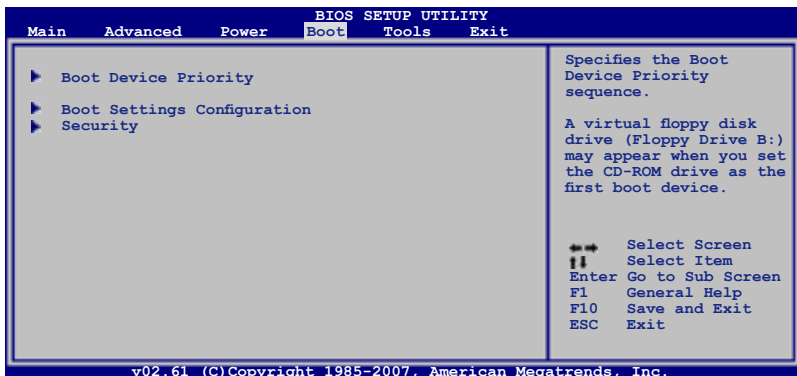 BIOS SETUP UTILITY
Main Advanced Power Boot Tools Exit
Boot Device Priority
Boot Settings Configuration
Security
Specifies the Boot
Device Priority
sequence.
A virtual floppy disk
drive (Floppy Drive B:)
may appear when you set
the CD-ROM drive as the
first boot device.
Select Screen
Select Item
Enter Go to Sub Screen
F1 General Help
F10 Save and Exit
ESC Exit
v02.61 (C)Copyright 1985-2007, American Megatrends, Inc.